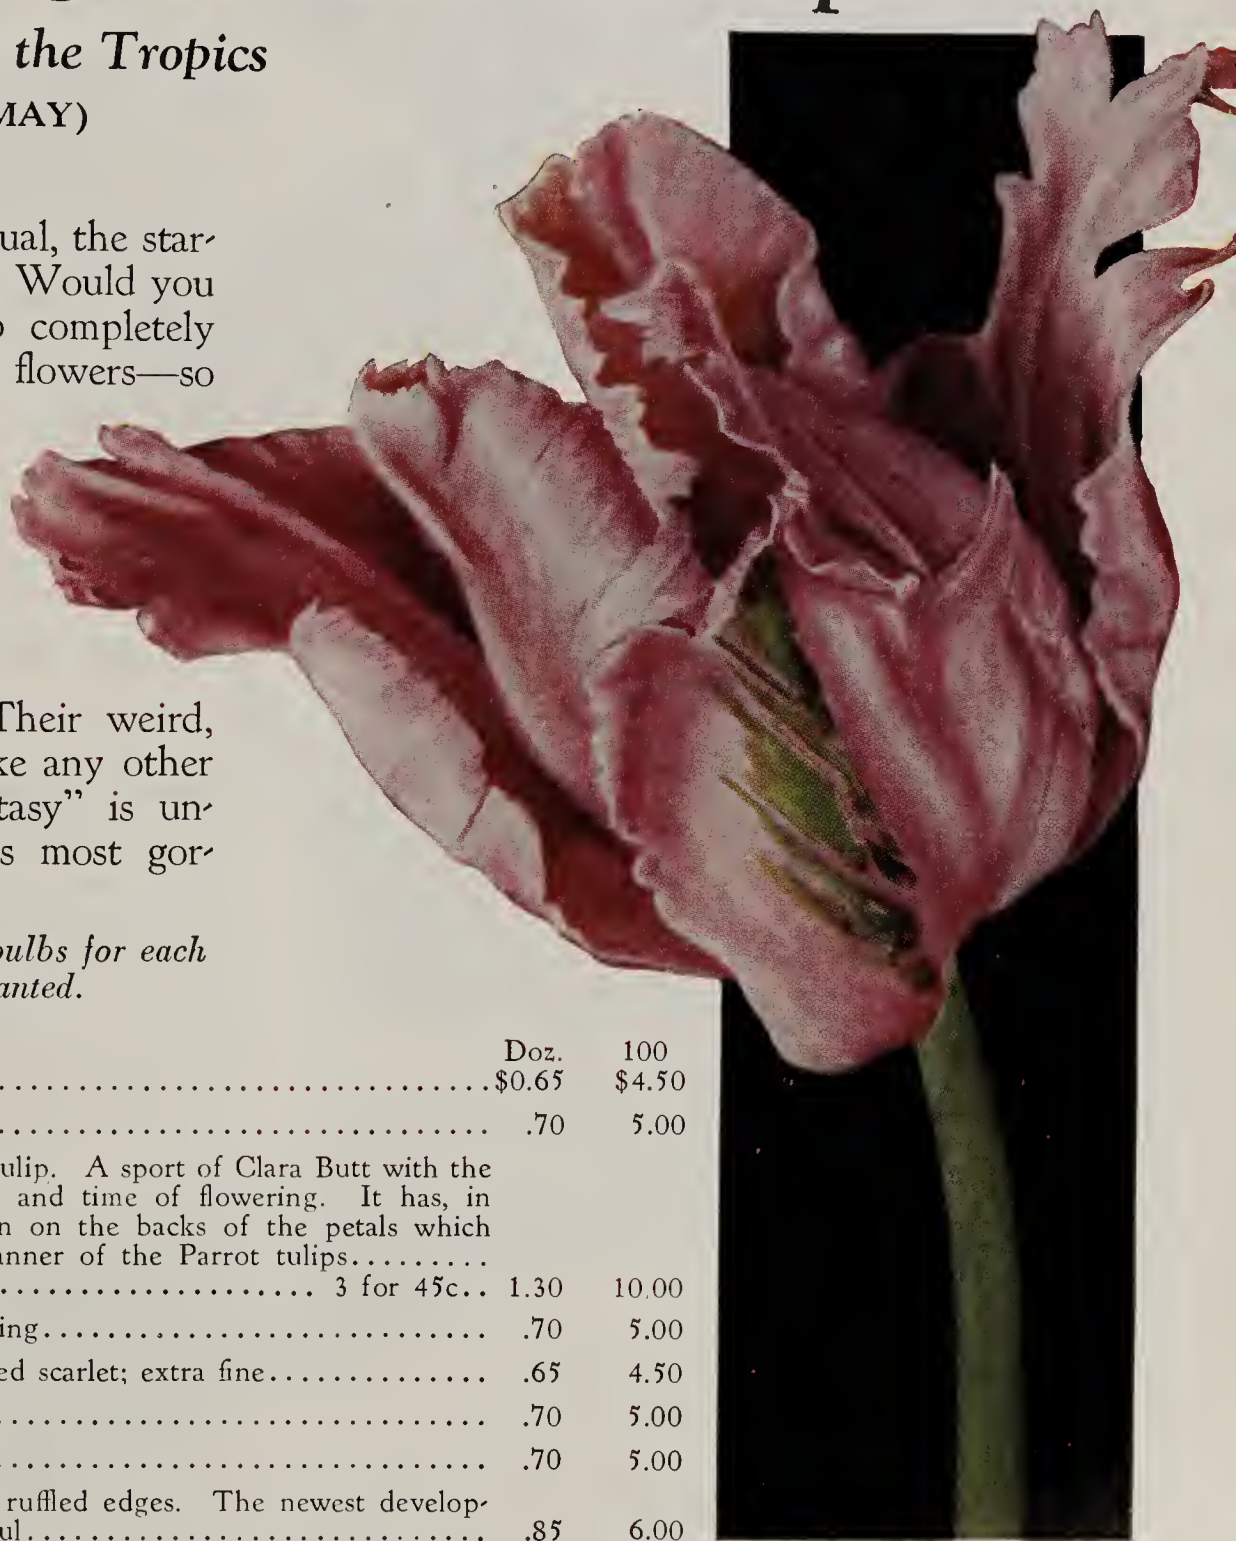 the Tropics
MAY)
ual, the star-
Would you
completely
flowers—so
Their weird,
ke any other
tasy” is un-
s most gor-
bulbs for each
anted.
Doz. 100
$0.65 $4.50
.70 5.00
ulip. A sport of Clara Butt with the
and time of flowering. It has, in
n on the backs of the petals which
anner of the Parrot tulips.........
3 for 45c.. 1.30 10.00
ing............................ .70 5.00
ed scarlet; extra fine.............. .65 4.50
.70 5.00
.70 5.00
ruffled edges. The newest develop-
ul............................. .85 6.00